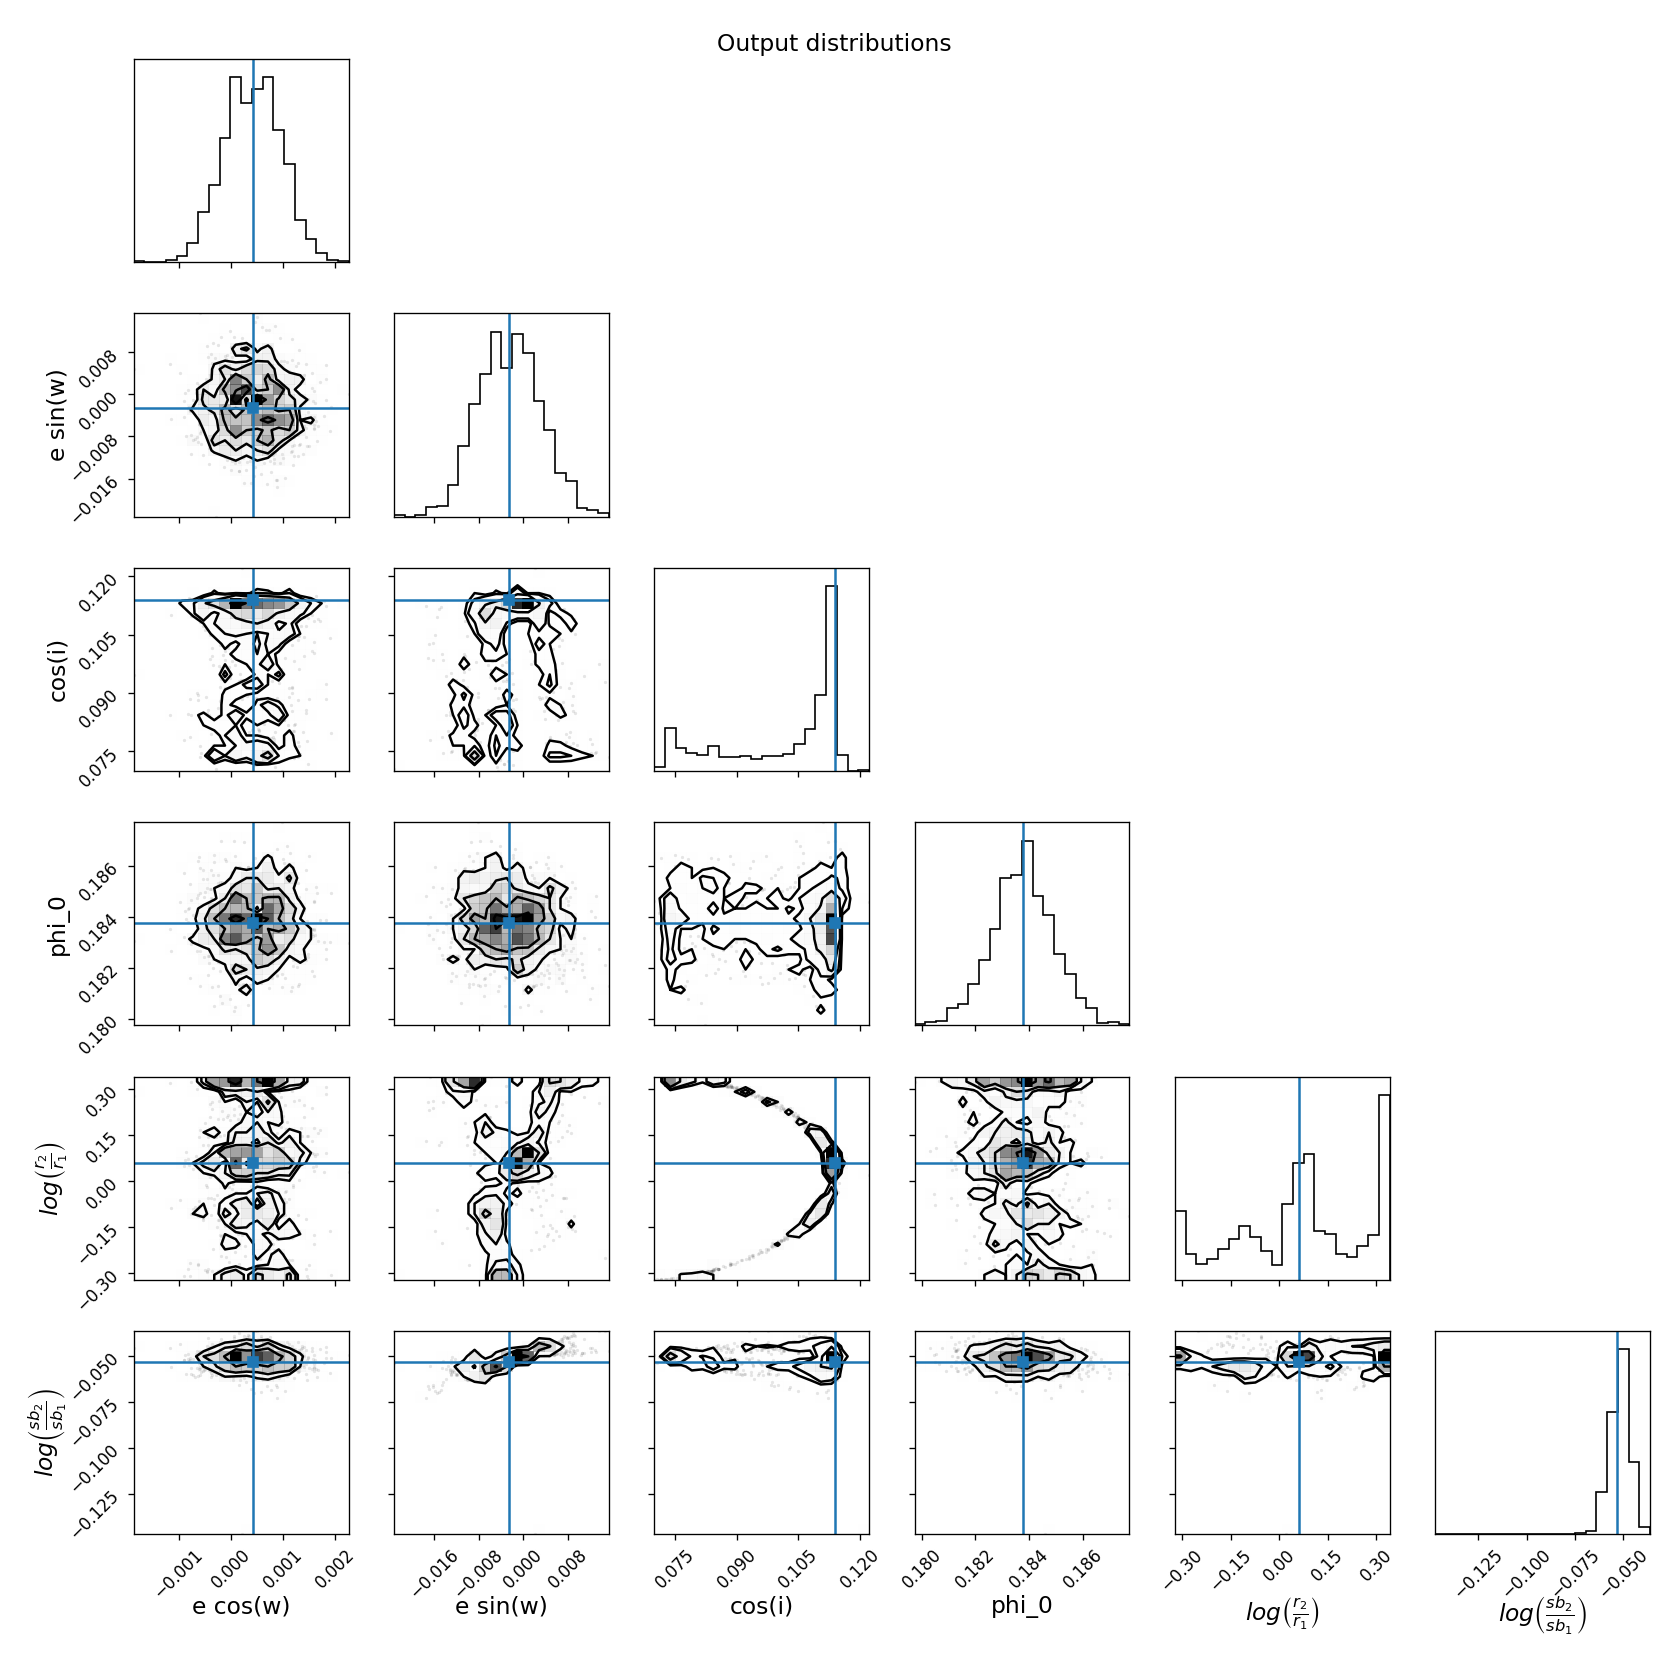 Output distributions
e sin(w)
0.008
0.000
−0.008
−0.016
cos(i)
0.120
0.105
0.090
0.075
phi_0
0.186
0.184
0.182
0.180
log(r₂/r₁)
0.30
0.15
0.00
−0.15
−0.30
log(sb₂/sb₁)
−0.050
−0.075
−0.100
−0.125
−0.001 0.000 0.001 0.002
−0.016 −0.008 0.000 0.008
0.075 0.090 0.105 0.120
0.180 0.182 0.184 0.186
−0.30 −0.15 0.00 0.15 0.30
−0.125 −0.100 −0.075 −0.050
e cos(w) e sin(w) cos(i) phi_0 log(r₂/r₁) log(sb₂/sb₁)